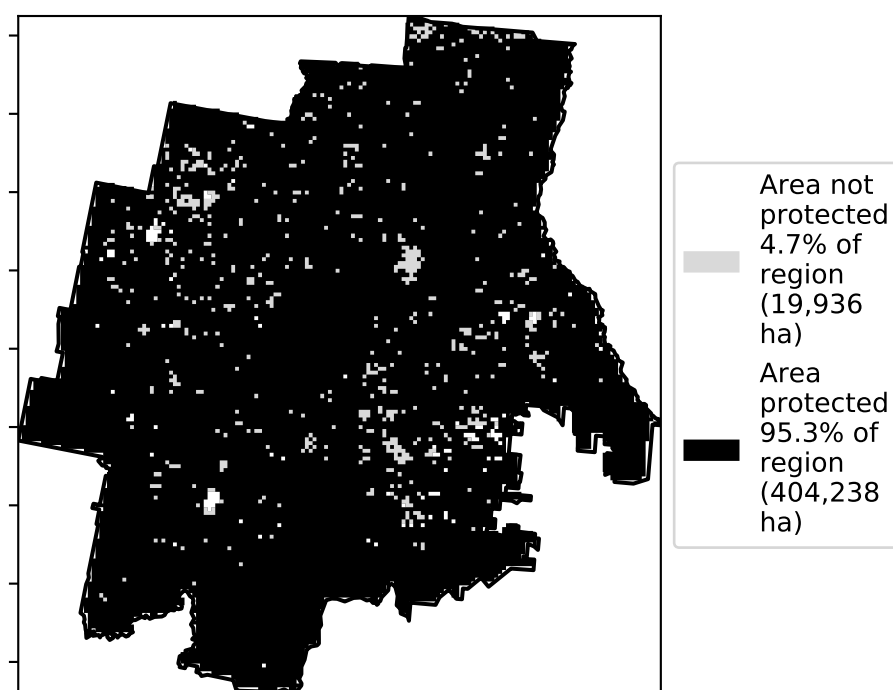 Area not
protected
4.7% of
region
(19,936
ha)
Area
protected
95.3% of
region
(404,238
ha)